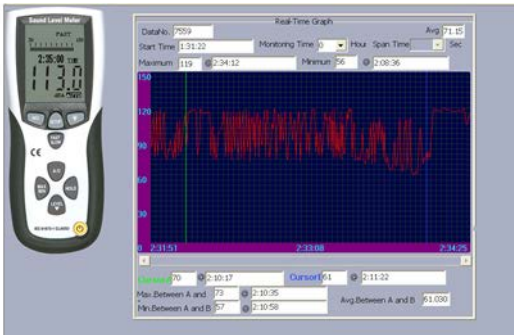 Sound Level Meter
FAST
2:35:00
113.0
Real-Time Graph
DataNo. 7559
Avg 71.15
Start Time 1:31:22
Monitoring Time 0 Hour Span Time Sec
Maximum 119 @ 2:34:12
Minimum 56 @ 2:08:36
150
120
90
60
30
0
2:31:51
2:33:08
2:34:25
70 @ 2:10:17
61 @ 2:11:22
Max.Between A and 73 @ 2:10:35
Min.Between A and B 57 @ 2:10:58
Avg.Between A and B 61.030
CE
FAST
SLOW
A/C
HOLD
LEVEL